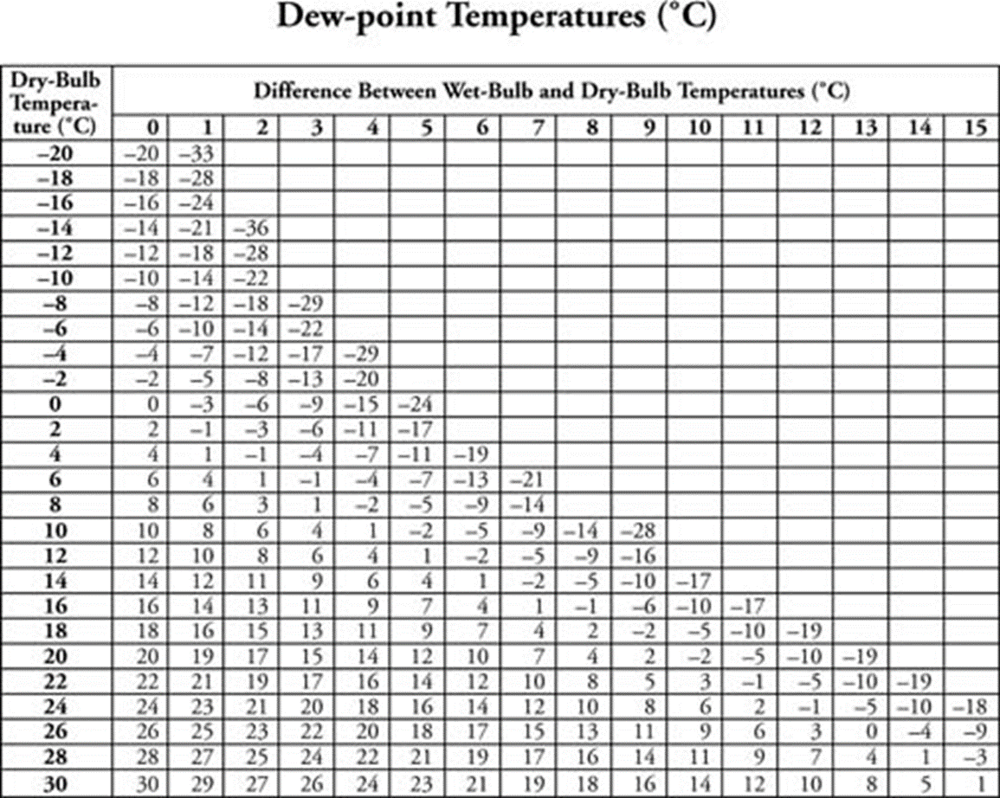 Dew-point Temperatures (°C)
Dry-Bulb
Tempera-
ture (°C)
Difference Between Wet-Bulb and Dry-Bulb Temperatures (°C)
0 1 2 3 4 5 6 7 8 9 10 11 12 13 14 15
–20 –20 –33
–18 –18 –28
–16 –16 –24
–14 –14 –21 –36
–12 –12 –18 –28
–10 –10 –14 –22
–8 –8 –12 –18 –29
–6 –6 –10 –14 –22
–4 –4 –7 –12 –17 –29
–2 –2 –5 –8 –13 –20
0 0 –3 –6 –9 –15 –24
2 2 –1 –3 –6 –11 –17
4 4 1 –1 –4 –7 –11 –19
6 6 4 1 –1 –4 –7 –13 –21
8 8 6 3 1 –2 –5 –9 –14
10 10 8 6 4 1 –2 –5 –9 –14 –28
12 12 10 8 6 4 1 –2 –5 –9 –16
14 14 12 11 9 6 4 1 –2 –5 –10 –17
16 16 14 13 11 9 7 4 1 –1 –6 –10 –17
18 18 16 15 13 11 9 7 4 2 –2 –5 –10 –19
20 20 19 17 15 14 12 10 7 4 2 –2 –5 –10 –19
22 22 21 19 17 16 14 12 10 8 5 3 –1 –5 –10 –19
24 24 23 21 20 18 16 14 12 10 8 6 2 –1 –5 –10 –18
26 26 25 23 22 20 18 17 15 13 11 9 6 3 0 –4 –9
28 28 27 25 24 22 21 19 17 16 14 11 9 7 4 1 –3
30 30 29 27 26 24 23 21 19 18 16 14 12 10 8 5 1